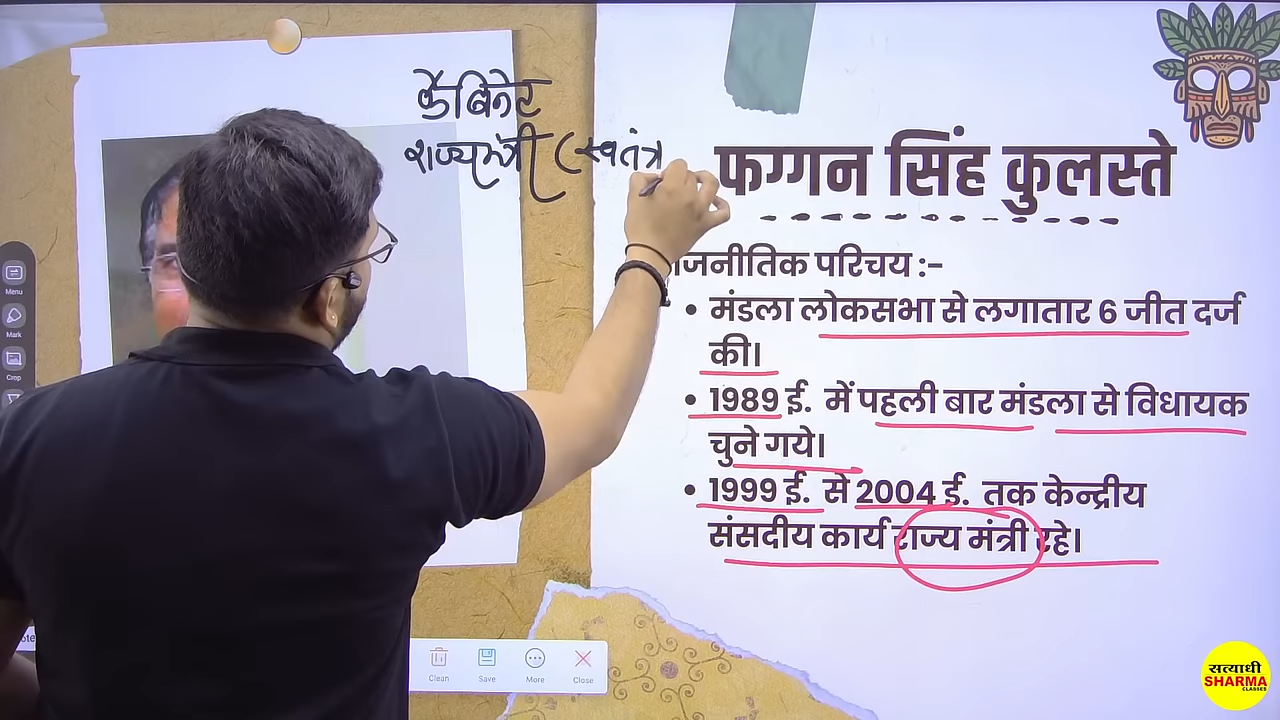 कैबिनेट
राज्यमंत्री (स्वतंत्र
फग्गन सिंह कुलस्ते
राजनीतिक परिचय :-
• मंडला लोकसभा से लगातार 6 जीत दर्ज
की।
• 1989 ई. में पहली बार मंडला से विधायक
चुने गये।
• 1999 ई. से 2004 ई. तक केन्द्रीय
संसदीय कार्य राज्य मंत्री रहे।
Menu
Mark
Crop
Clean
Save
More
Close
सत्याधी
SHARMA
CLASSES